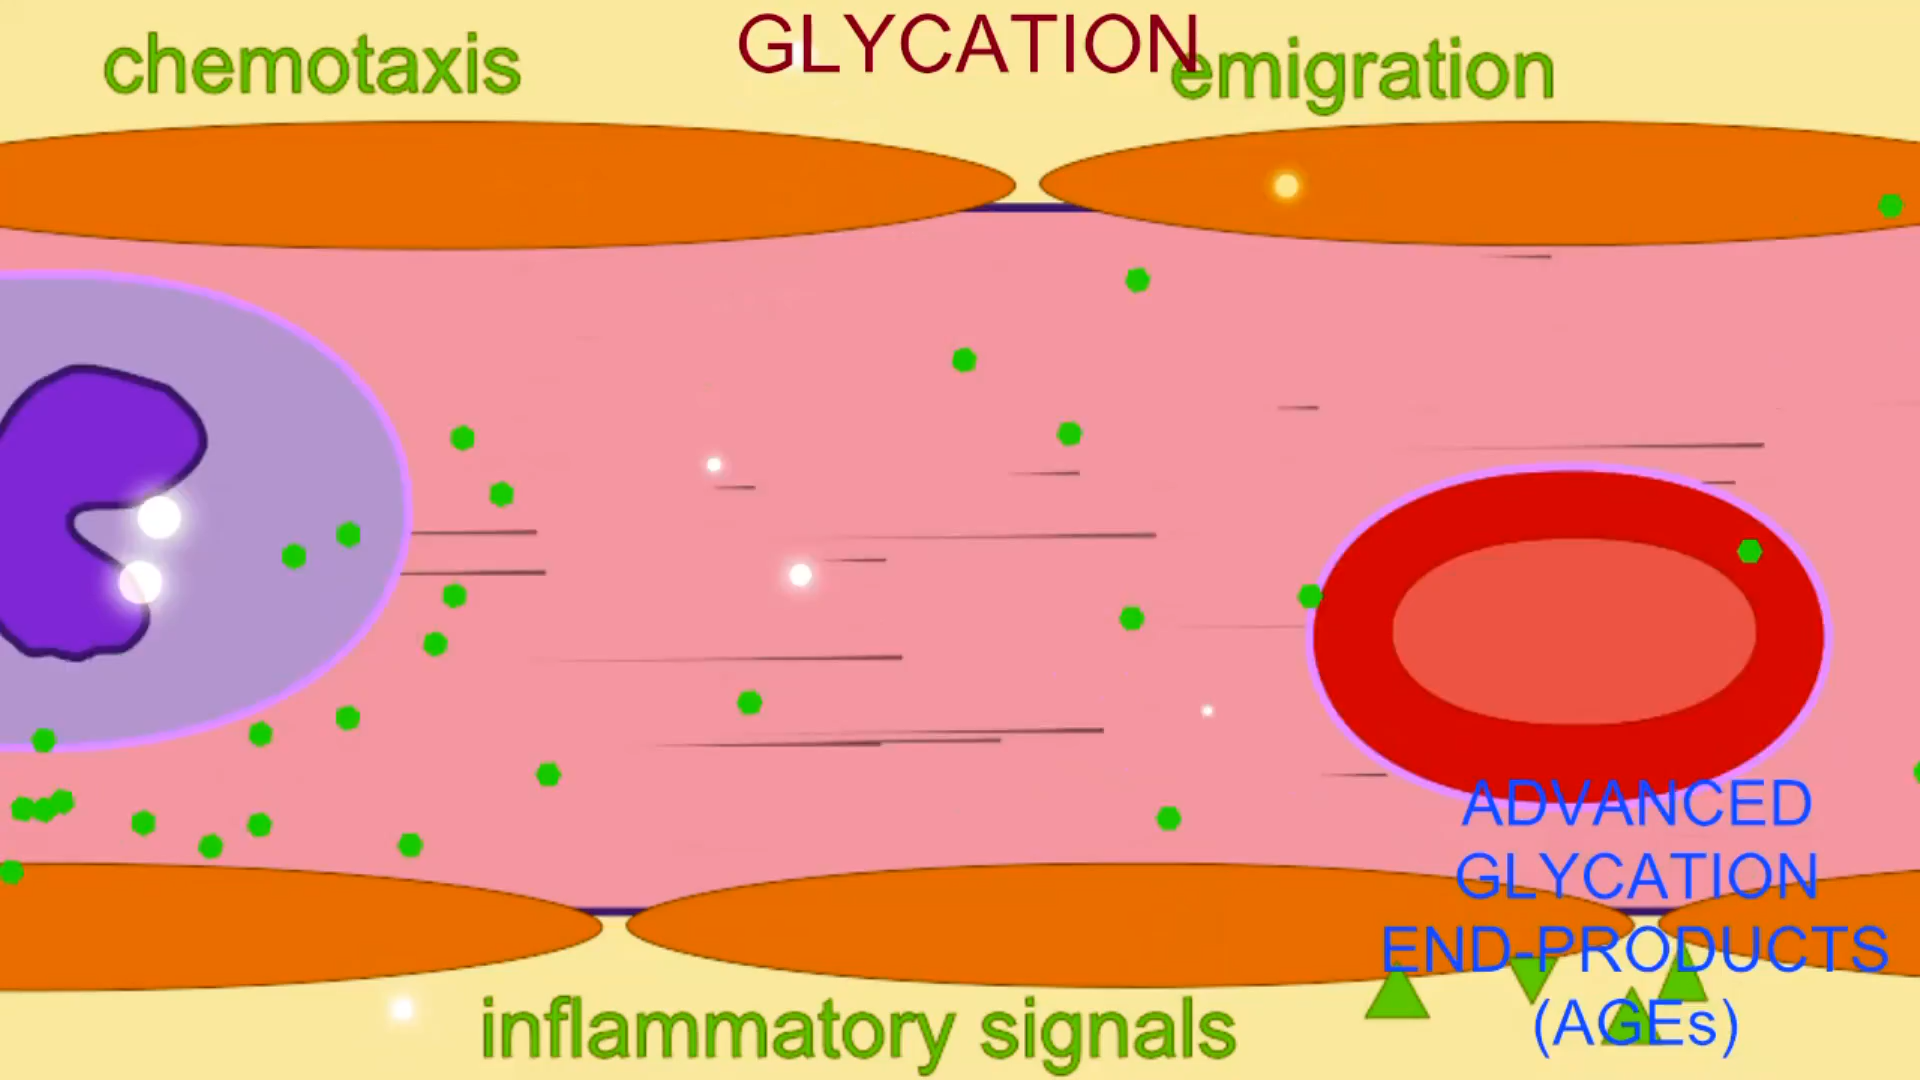 GLYCATION
chemotaxis
emigration
ADVANCED
GLYCATION
END-PRODUCTS
(AGEs)
inflammatory signals